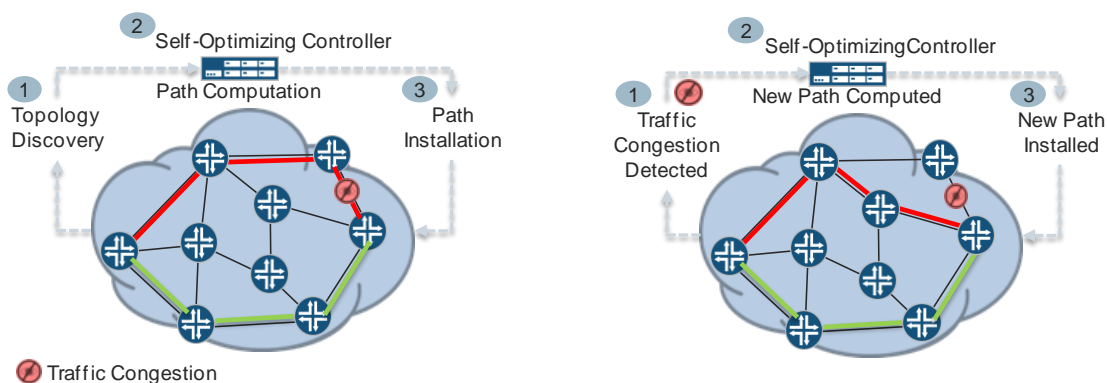 2
Self-Optimizing Controller
1
Path Computation
3
Topology
Discovery
Path
Installation
Traffic Congestion
2
Self-OptimizingController
1
New Path Computed
3
Traffic
Congestion
Detected
New Path
Installed